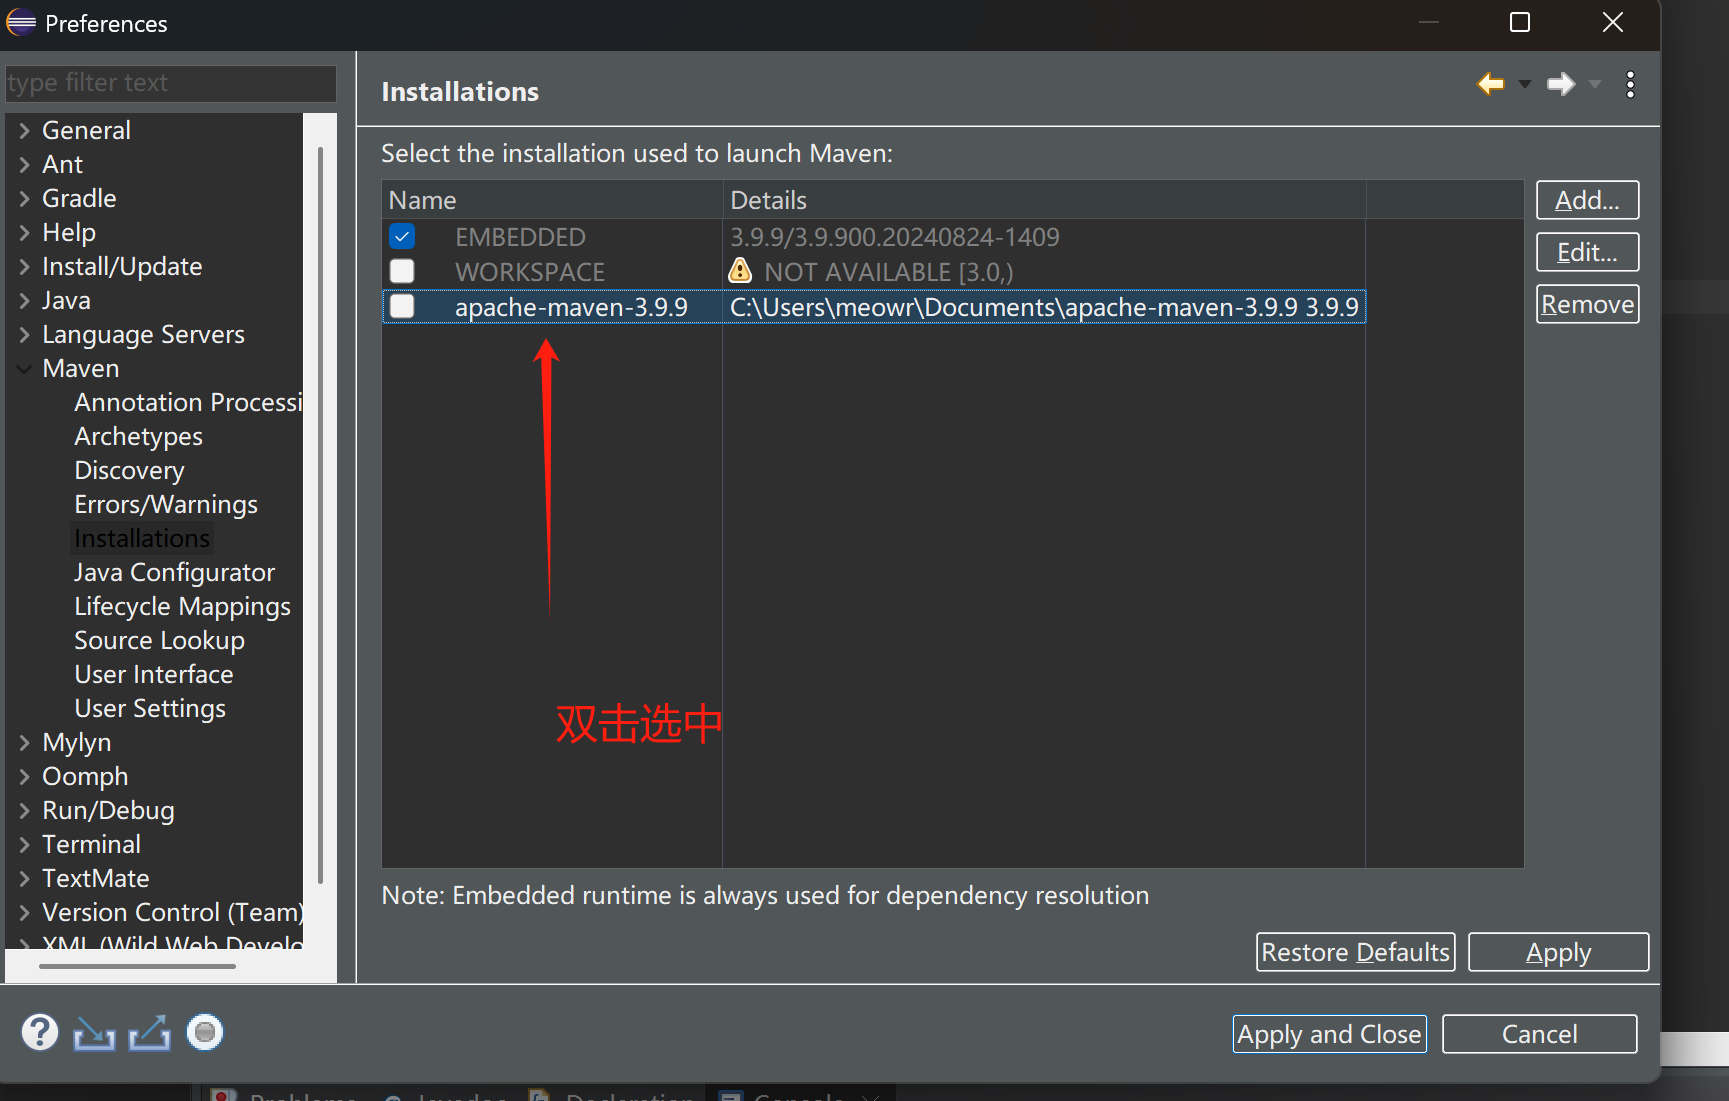 Preferences
type filter text
General
Ant
Gradle
Help
Install/Update
Java
Language Servers
Maven
Annotation Processi
Archetypes
Discovery
Errors/Warnings
Installations
Java Configurator
Lifecycle Mappings
Source Lookup
User Interface
User Settings
Mylyn
Oomph
Run/Debug
Terminal
TextMate
Version Control (Team)
XML (Wild Web Develo
Installations
Select the installation used to launch Maven:
Name Details
EMBEDDED 3.9.9/3.9.900.20240824-1409
WORKSPACE NOT AVAILABLE [3.0,)
apache-maven-3.9.9 C:\Users\meowr\Documents\apache-maven-3.9.9 3.9.9
Add...
Edit...
Remove
双击选中
Note: Embedded runtime is always used for dependency resolution
Restore Defaults Apply
Apply and Close Cancel
Problems Javadoc Declaration Console